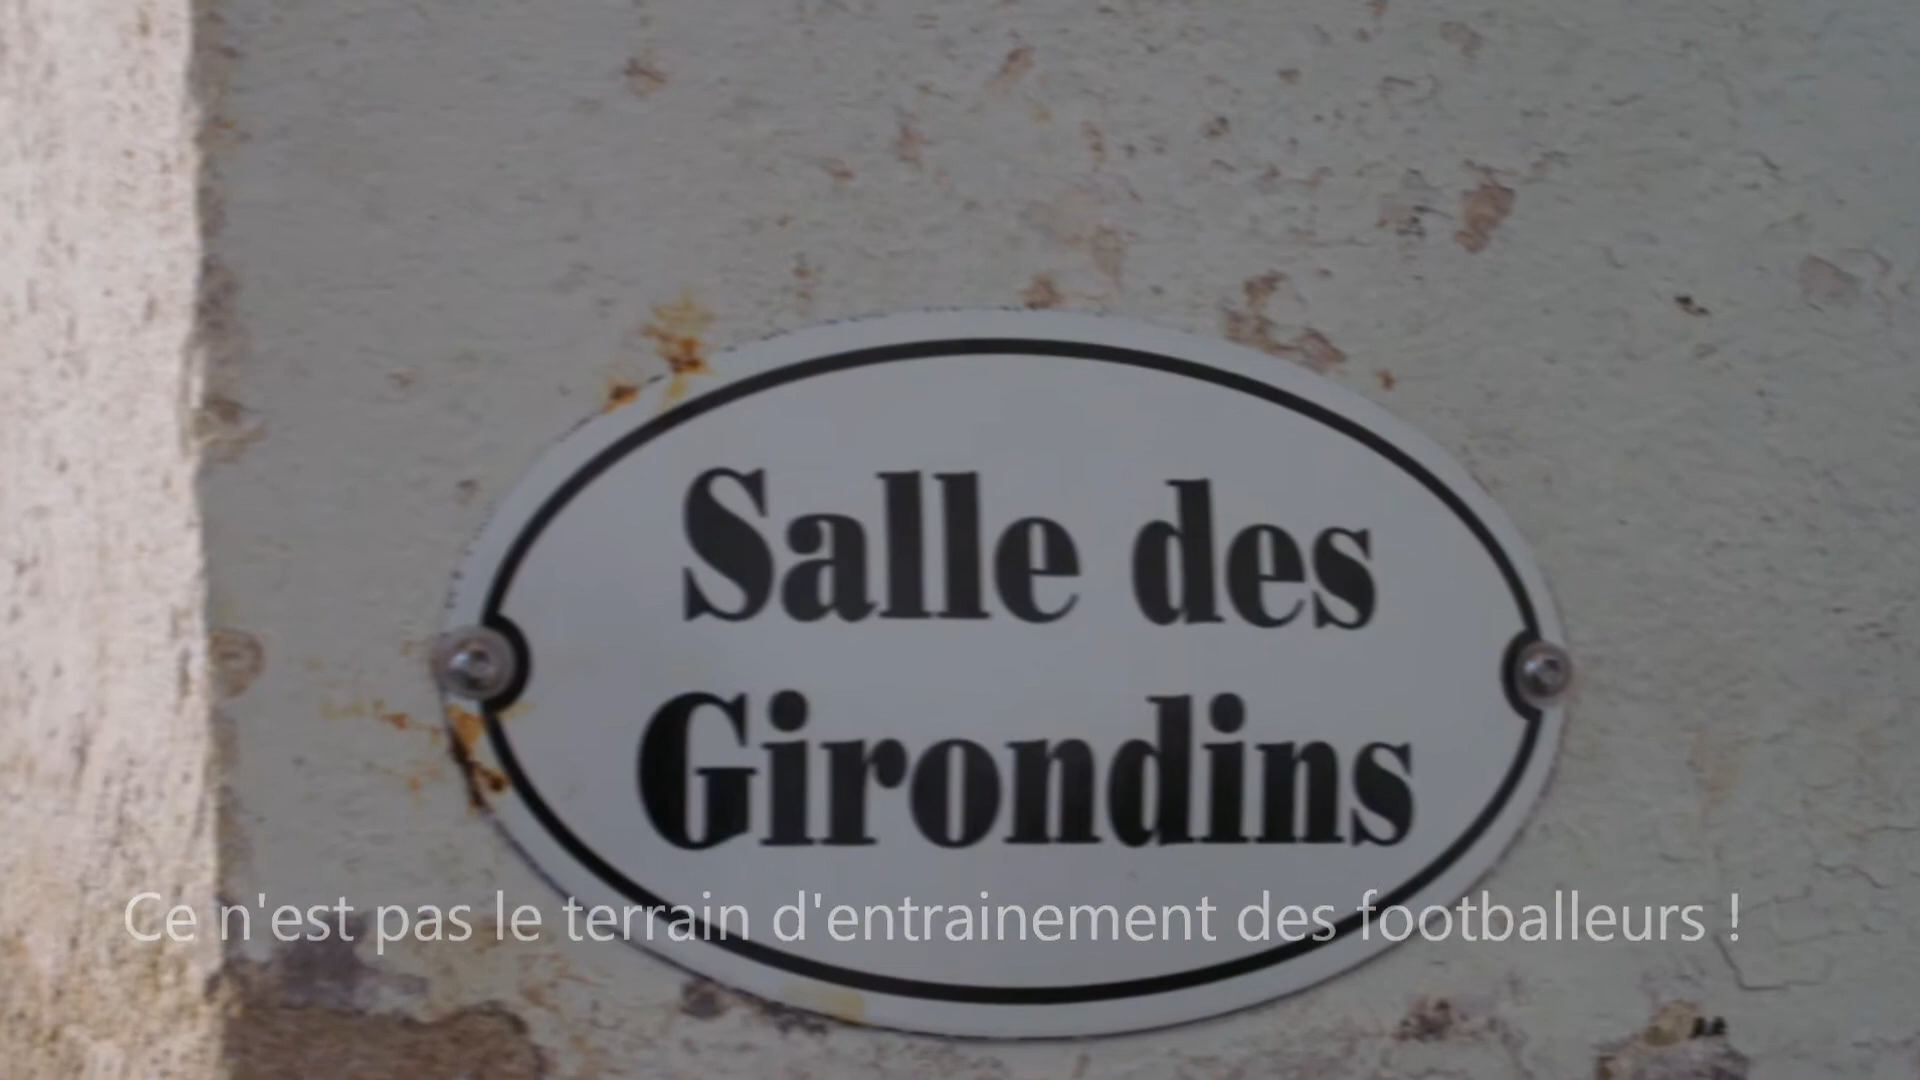 Salle des
Girondins
Ce n'est pas le terrain d'entrainement des footballeurs !